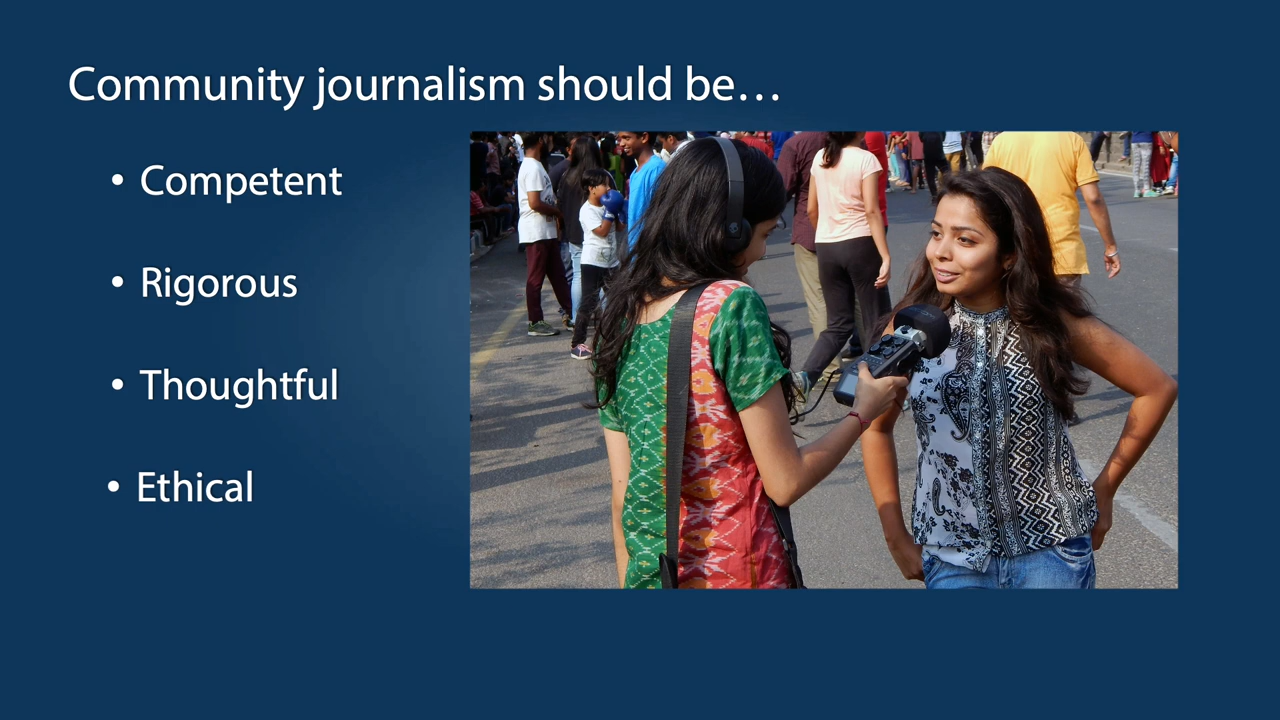 Community journalism should be…
• Competent
• Rigorous
• Thoughtful
• Ethical